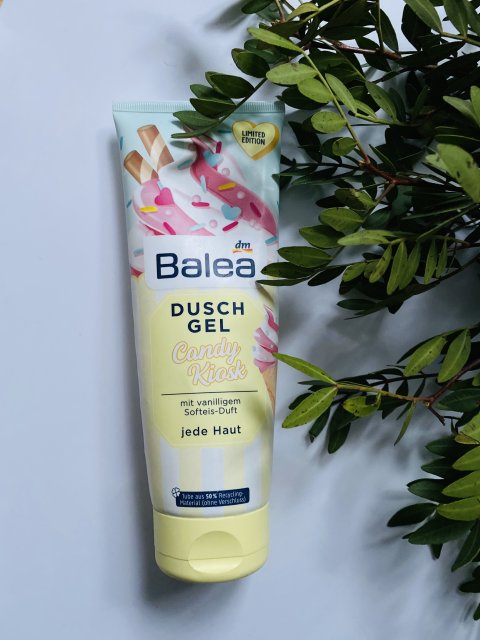 LIMITED
EDITION
dm
Balea
DUSCH
GEL
Candy
Kiosk
mit vanilligem
Softeis-Duft
jede Haut
Tube aus 50% Recycling-
Material (ohne Verschluss)